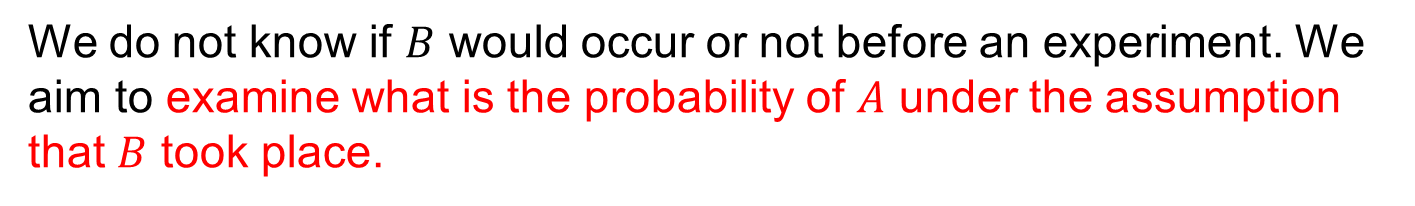 We do not know if B would occur or not before an experiment. We
aim to examine what is the probability of A under the assumption
that B took place.